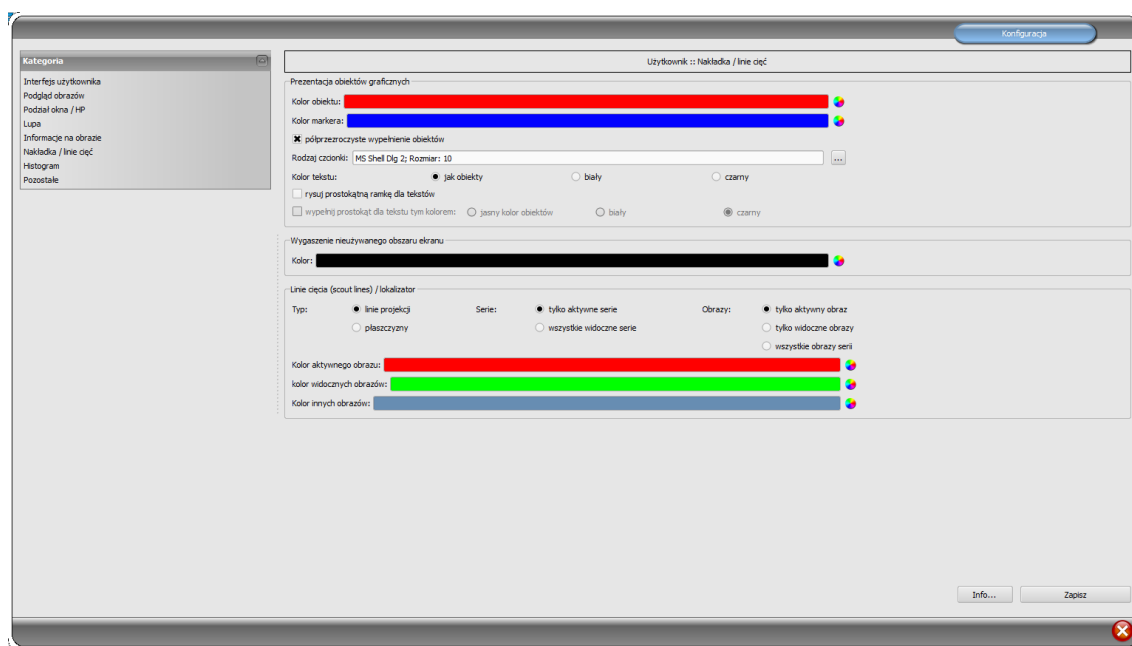 Konfiguracja
Kategoria
Interfejs użytkownika
Podgląd obrazów
Podział okna / HP
Lupa
Informacje na obrazie
Nakładka / linie cięć
Histogram
Pozostałe
Użytkownik :: Nakładka / linie cięć
Prezentacja obiektów graficznych
Kolor obiektu:
Kolor markera:
półprzezroczyste wypełnienie obiektów
Rodzaj czcionki: MS Shell Dlg 2; Rozmiar: 10 ...
Kolor tekstu: jak obiekty biały czarny
rysuj prostokątną ramkę dla tekstów
wypełnij prostokąt dla tekstu tym kolorem: jasny kolor obiektów biały czarny
Wygaszenie nieużywanego obszaru ekranu
Kolor:
Linie cięcia (scout lines) / lokalizator
Typ: linie projekcji Serie: tylko aktywne serie Obrazy: tylko aktywny obraz
płaszczyzny wszystkie widoczne serie tylko widoczne obrazy
wszystkie obrazy serii
Kolor aktywnego obrazu:
kolor widocznych obrazów:
Kolor innych obrazów:
Info... Zapisz